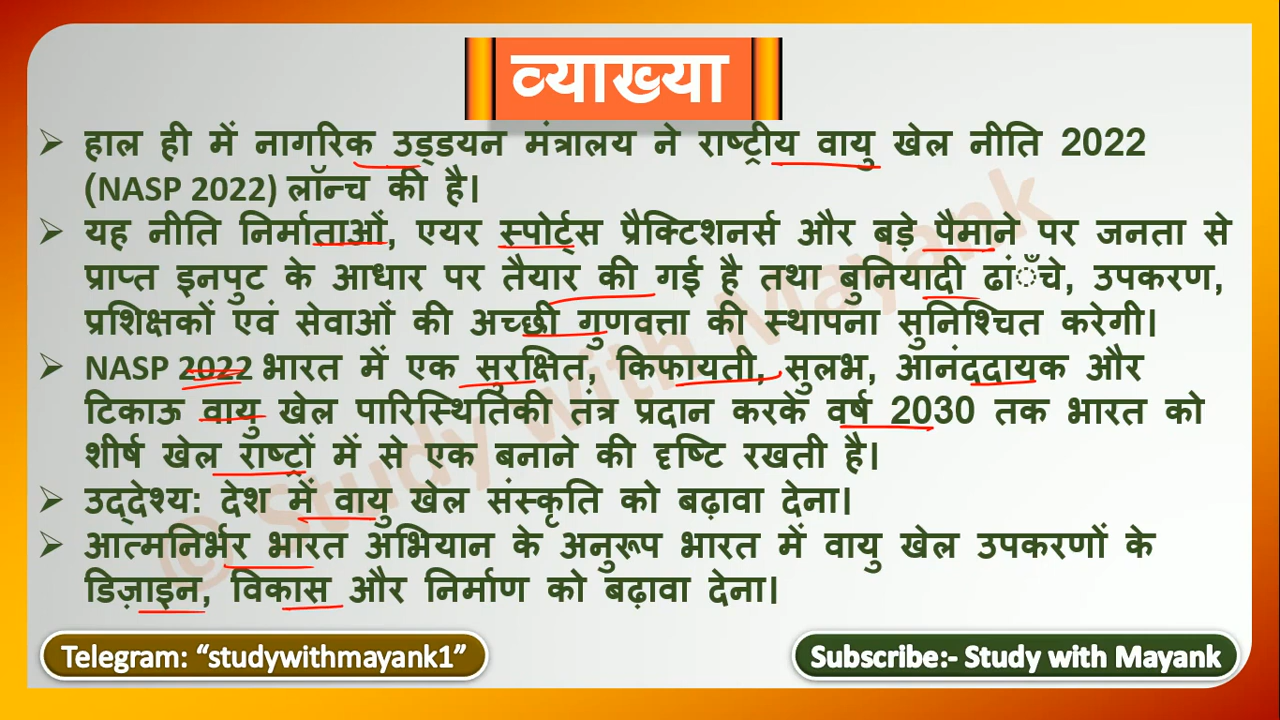 व्याख्या
➢ हाल ही में नागरिक उड्डयन मंत्रालय ने राष्ट्रीय वायु खेल नीति 2022
(NASP 2022) लॉन्च की है।
➢ यह नीति निर्माताओं, एयर स्पोर्ट्स प्रैक्टिशनर्स और बड़े पैमाने पर जनता से
प्राप्त इनपुट के आधार पर तैयार की गई है तथा बुनियादी ढांँचे, उपकरण,
प्रशिक्षकों एवं सेवाओं की अच्छी गुणवत्ता की स्थापना सुनिश्चित करेगी।
➢ NASP 2022 भारत में एक सुरक्षित, किफायती, सुलभ, आनंददायक और
टिकाऊ वायु खेल पारिस्थितिकी तंत्र प्रदान करके वर्ष 2030 तक भारत को
शीर्ष खेल राष्ट्रों में से एक बनाने की दृष्टि रखती है।
➢ उद्देश्य: देश में वायु खेल संस्कृति को बढ़ावा देना।
➢ आत्मनिर्भर भारत अभियान के अनुरूप भारत में वायु खेल उपकरणों के
डिज़ाइन, विकास और निर्माण को बढ़ावा देना।
© Study with Mayank
Telegram: “studywithmayank1”
Subscribe:- Study with Mayank